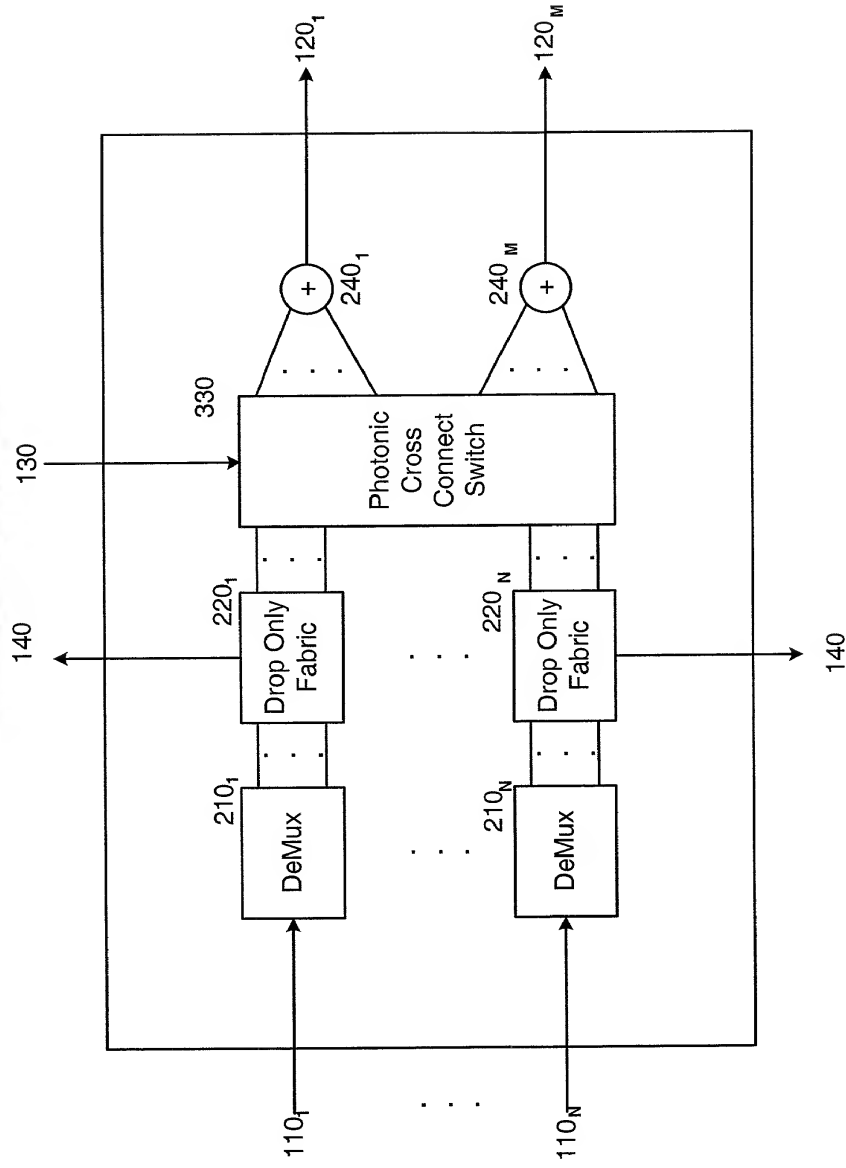 130
140
330
120₁
240₁
110₁
210₁
DeMux
220₁
Drop Only
Fabric
Photonic
Cross
Connect
Switch
+
. . .
110N
210N
DeMux
220N
Drop Only
Fabric
240M
+
120M
140